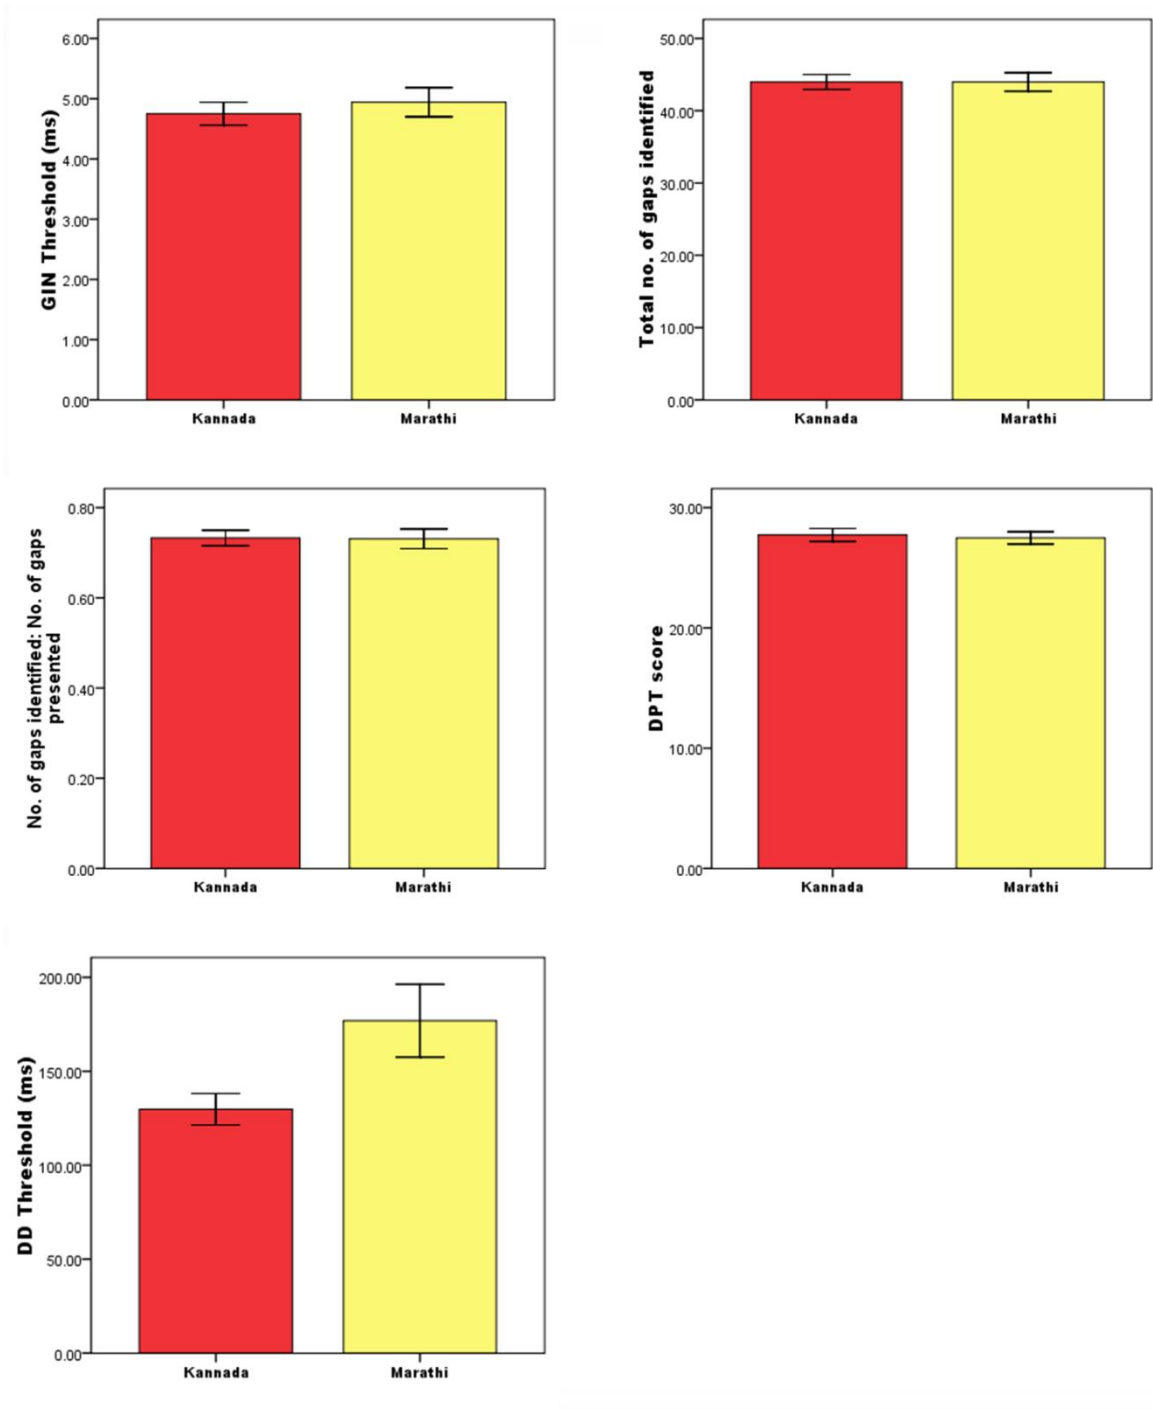 GIN Threshold (ms)
6.00
5.00
4.00
3.00
2.00
1.00
0.00
Kannada
Marathi
Total no. of gaps identified
50.00
40.00
30.00
20.00
10.00
0.00
Kannada
Marathi
No. of gaps identified: No. of gaps
presented
0.80
0.60
0.40
0.20
0.00
Kannada
Marathi
DPT score
30.00
20.00
10.00
0.00
Kannada
Marathi
DD Threshold (ms)
200.00
150.00
100.00
50.00
0.00
Kannada
Marathi